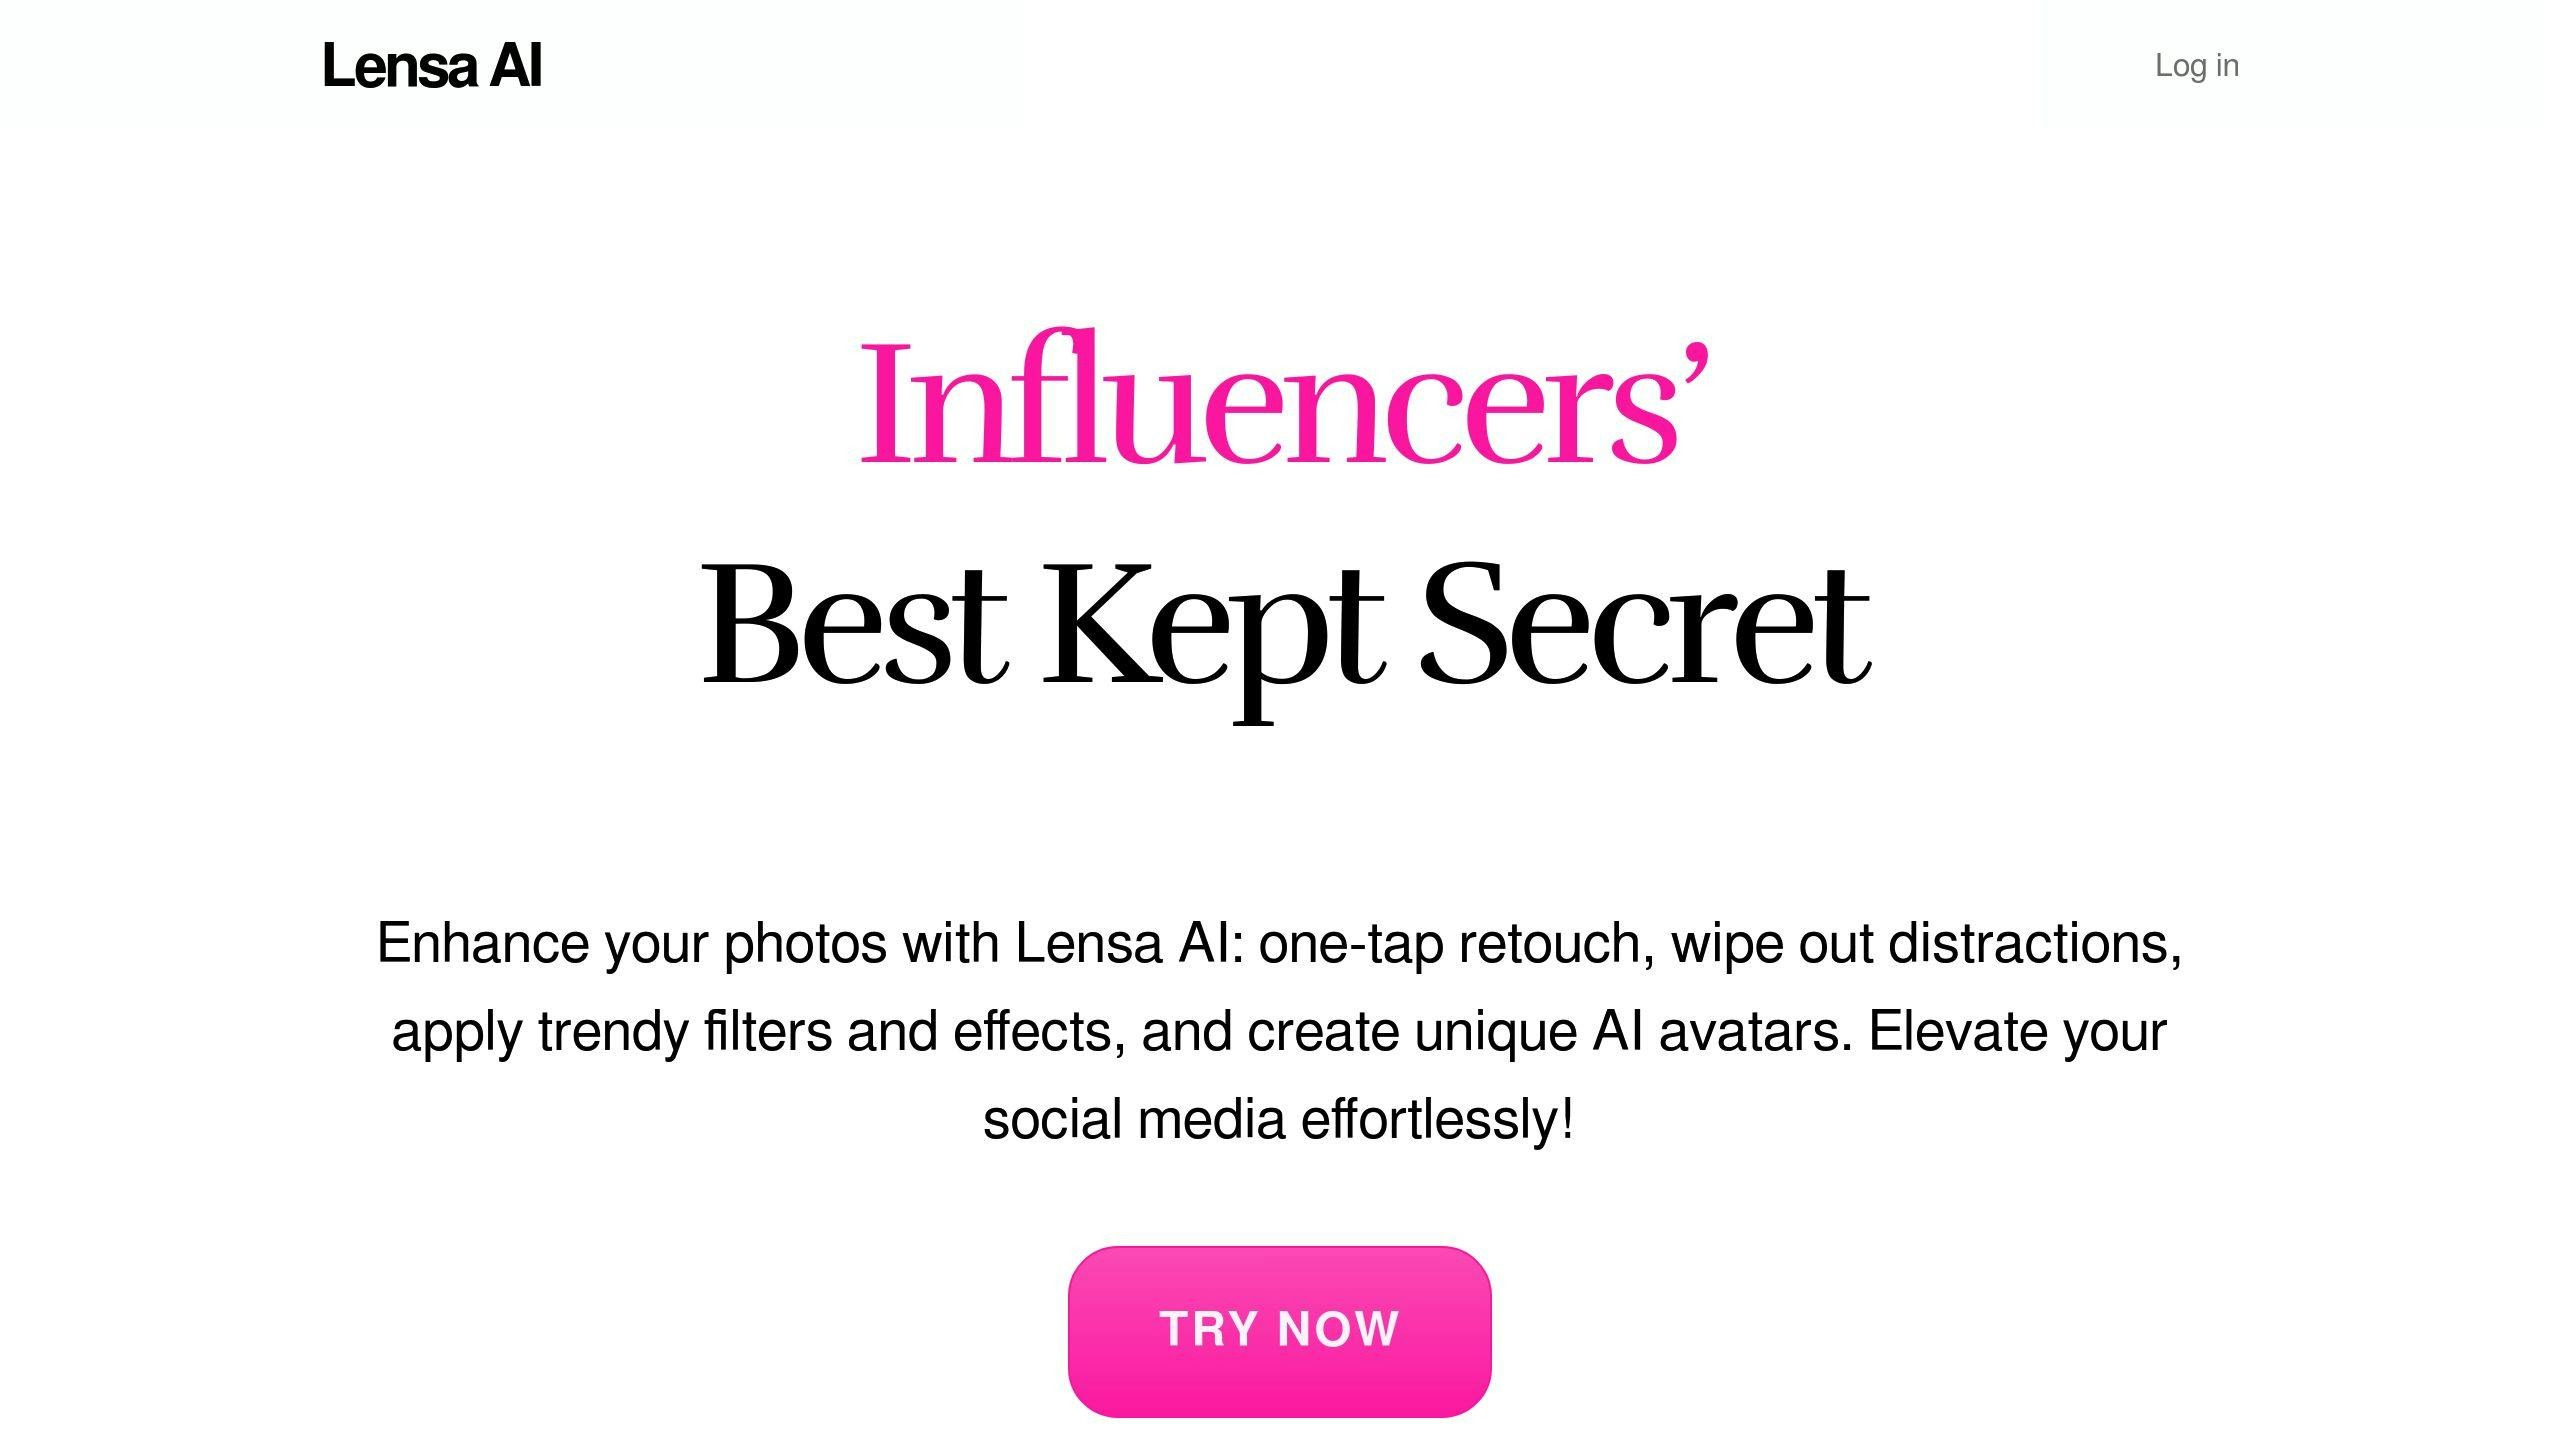 Lensa AI
Log in
Influencers’
Best Kept Secret
Enhance your photos with Lensa AI: one-tap retouch, wipe out distractions,
apply trendy filters and effects, and create unique AI avatars. Elevate your
social media effortlessly!
TRY NOW